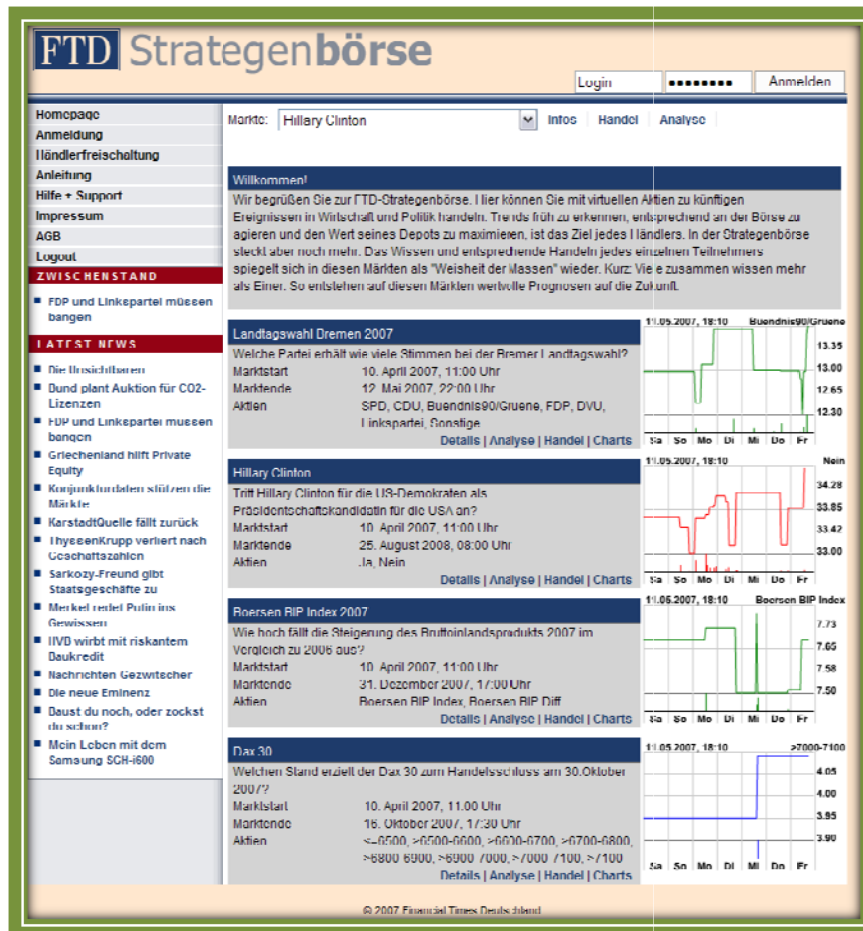 FTD Strategenbörse
Login •••••••• Anmelden
Homepage
Anmeldung
Händlerfreischaltung
Anleitung
Hilfe + Support
Impressum
AGB
Logout
ZWISCHENSTAND
FDP und Linkspartei müssen
bangen
LATEST NEWS
Die Unsichtbaren
Bund plant Auktion für CO2-
Lizenzen
FDP und Linkspartei müssen
bangen
Griechenland hilft Private
Equity
Konjunkturdaten stützen die
Märkte
KarstadtQuelle fällt zurück
ThyssenKrupp verliert nach
Geschäftszahlen
Sarkozy-Freund gibt
Staatsgeschäfte zu
Merkel redet Putin ins
Gewissen
HVB wirbt mit riskantem
Baukredit
Nachrichten Gezwitscher
Die neue Eminenz
Baust du noch, oder zockst
du schon?
Mein Leben mit dem
Samsung SGH-i600
Märkte: Hillary Clinton Infos Handel Analyse
Willkommen!
Wir begrüßen Sie zur FTD-Strategenbörse. Hier können Sie mit virtuellen Aktien zu künftigen
Ereignissen in Wirtschaft und Politik handeln. Trends früh zu erkennen, entsprechend an der Börse zu
agieren und den Wert seines Depots zu maximieren, ist das Ziel jedes Händlers. In der Strategenbörse
steckt aber noch mehr. Das Wissen und entsprechende Handeln jedes einzelnen Teilnehmers
spiegelt sich in diesen Märkten als "Weisheit der Massen" wieder. Kurz: Viele zusammen wissen mehr
als Einer. So entstehen auf diesen Märkten wertvolle Prognosen auf die Zukunft.
Landtagswahl Bremen 2007
Welche Partei erhält wie viele Stimmen bei der Bremer Landtagswahl?
Marktstart 10. April 2007, 11:00 Uhr
Marktende 12. Mai 2007, 22:00 Uhr
Aktien SPD, CDU, Buendnis90/Gruene, FDP, DVU,
Linkspartei, Sonstige
Details | Analyse | Handel | Charts
11.05.2007, 18:10 Buendnis90/Gruene
13.35
13.00
12.65
12.30
Sa So Mo Di Mi Do Fr
Hillary Clinton
Tritt Hillary Clinton für die US-Demokraten als
Präsidentschaftskandidatin für die USA an?
Marktstart 10. April 2007, 11:00 Uhr
Marktende 25. August 2008, 08:00 Uhr
Aktien Ja, Nein
Details | Analyse | Handel | Charts
11.05.2007, 18:10 Nein
34.28
33.85
33.42
33.00
Sa So Mo Di Mi Do Fr
Boersen BIP Index 2007
Wie hoch fällt die Steigerung des Bruttoinlandsprodukts 2007 im
Vergleich zu 2006 aus?
Marktstart 10. April 2007, 11:00 Uhr
Marktende 31. Dezember 2007, 17:00 Uhr
Aktien Boersen BIP Index, Boersen BIP Diff
Details | Analyse | Handel | Charts
11.05.2007, 18:10 Boersen BIP Index
7.73
7.65
7.58
7.50
Sa So Mo Di Mi Do Fr
Dax 30
Welchen Stand erzielt der Dax 30 zum Handelsschluss am 30.Oktober
2007?
Marktstart 10. April 2007, 11:00 Uhr
Marktende 16. Oktober 2007, 17:30 Uhr
Aktien <=6500, >6500-6600, >6600-6700, >6700-6800,
>6800-6900, >6900-7000, >7000-7100, >7100
Details | Analyse | Handel | Charts
11.05.2007, 18:10 >7000-7100
4.05
4.00
3.95
3.90
Sa So Mo Di Mi Do Fr
© 2007 Financial Times Deutschland